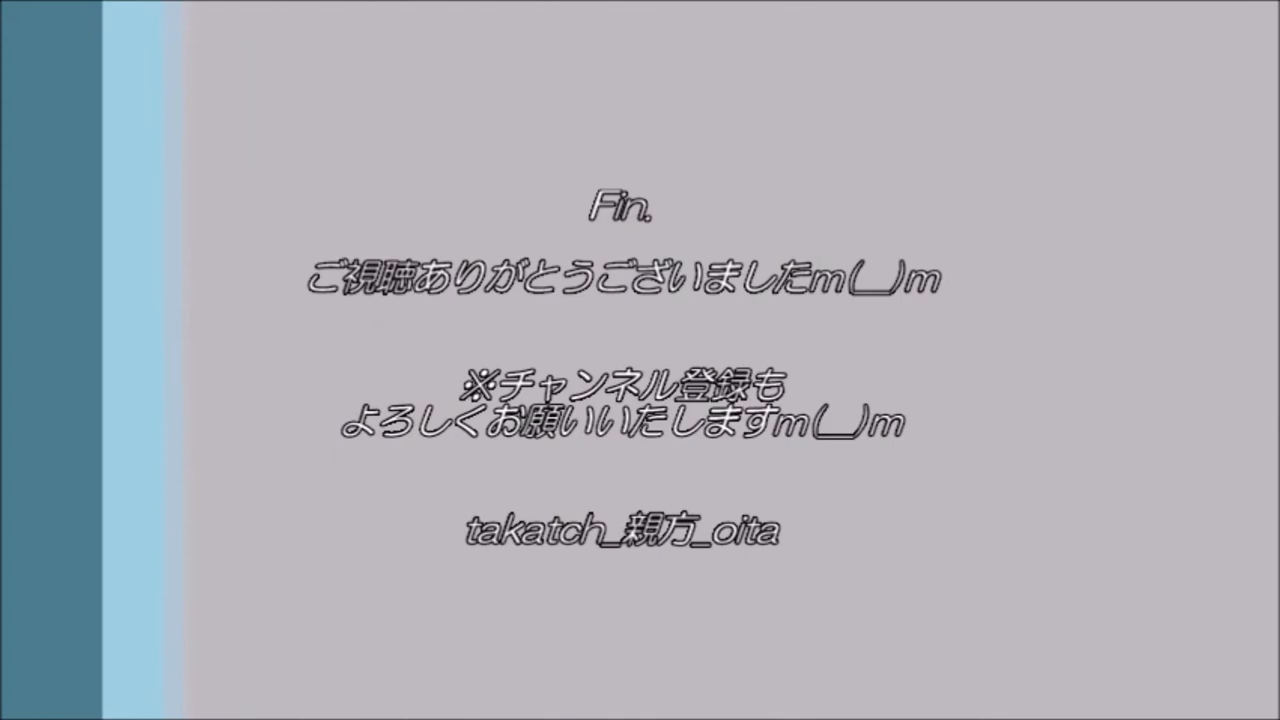 Fin.
ご視聴ありがとうございましたm(__)m
※チャンネル登録も
よろしくお願いいたしますm(__)m
takatch_親方_oita